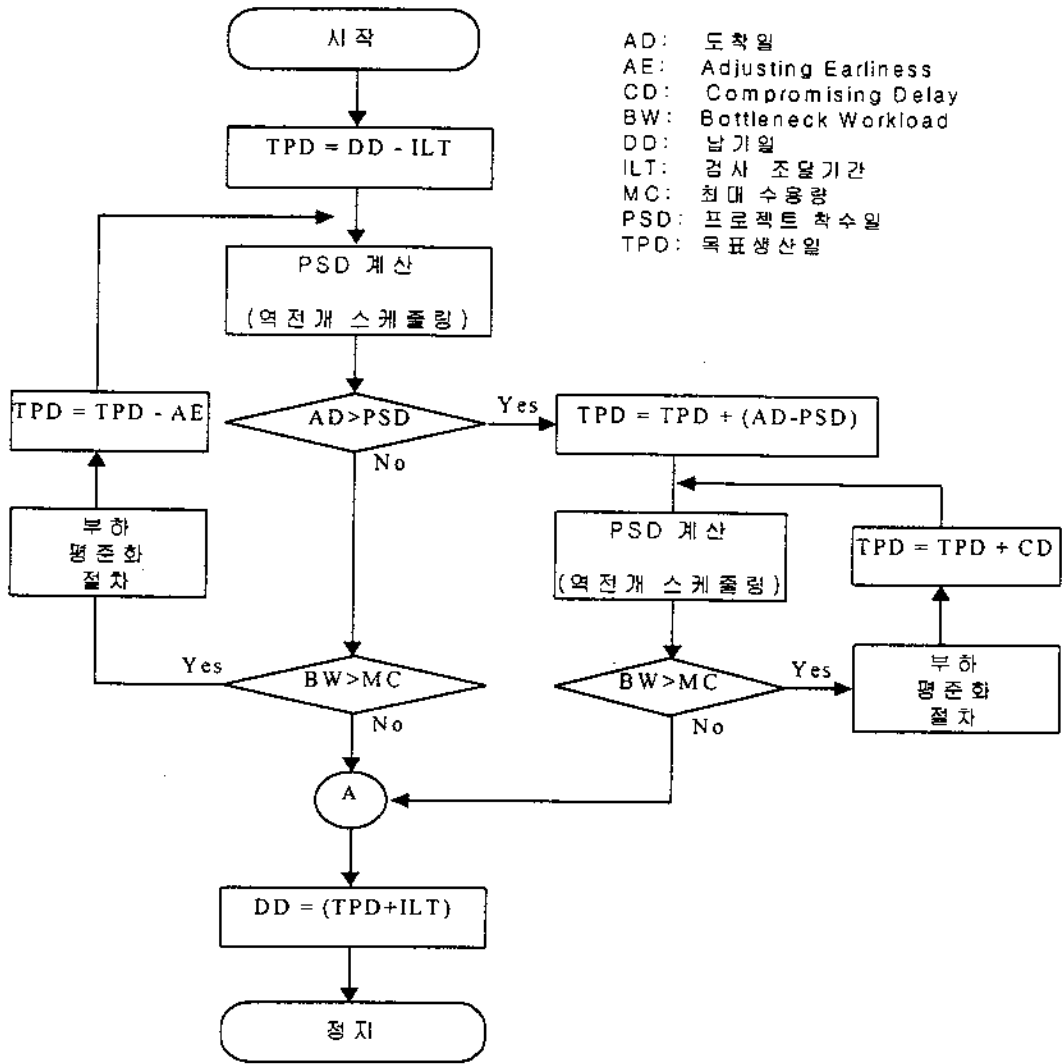 시작
AD: 도착일
AE: Adjusting Earliness
CD: Compromising Delay
BW: Bottleneck Workload
DD: 납기일
ILT: 검사 조달기간
MC: 최대 수용량
PSD: 프로젝트 착수일
TPD: 목표생산일
TPD = DD - ILT
PSD 계산
(역전개 스케줄링)
TPD = TPD - AE
AD>PSD
Yes
No
TPD = TPD + (AD-PSD)
부하
평준화
절차
PSD 계산
(역전개 스케줄링)
TPD = TPD + CD
Yes
BW>MC
No
BW>MC
Yes
No
부하
평준화
절차
A
DD = (TPD+ILT)
정지